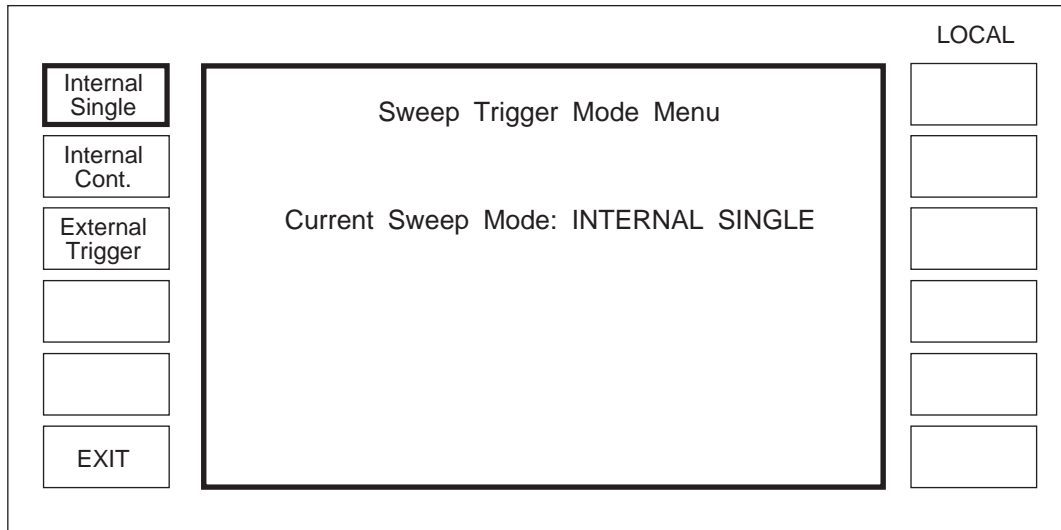 LOCAL
Internal
Single
Internal
Cont.
External
Trigger
EXIT
Sweep Trigger Mode Menu
Current Sweep Mode: INTERNAL SINGLE